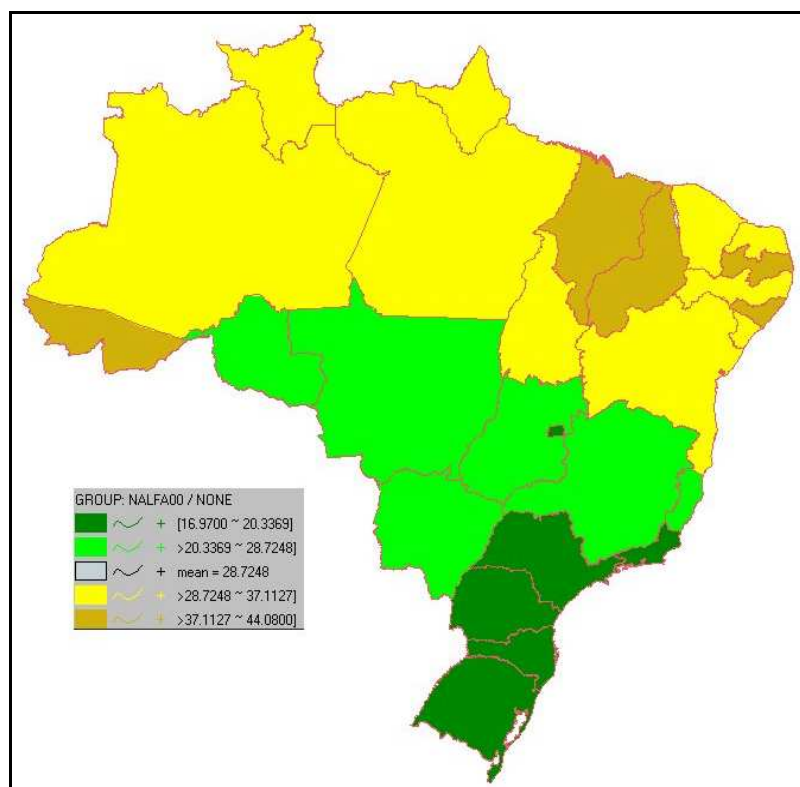 GROUP: NALFA00 / NONE
[16.9700 ~ 20.3369]
>20.3369 ~ 28.7248]
mean = 28.7248
>28.7248 ~ 37.1127]
>37.1127 ~ 44.0800]